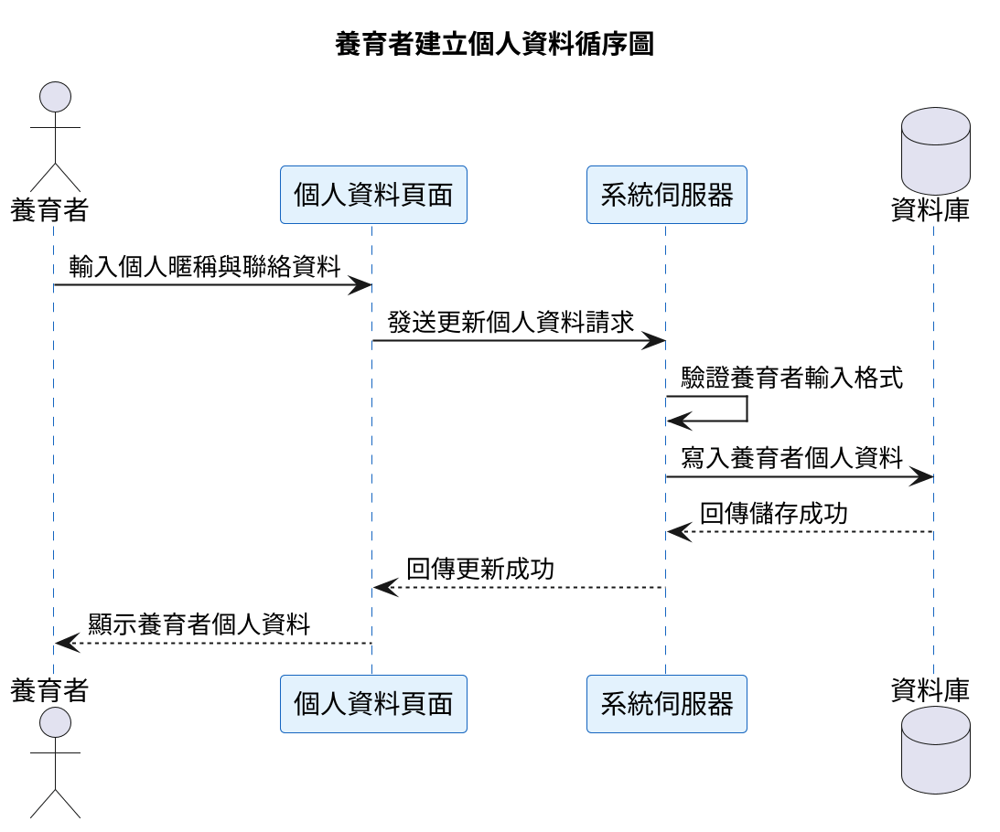 養育者建立個人資料循序圖
養育者
個人資料頁面
系統伺服器
資料庫
輸入個人暱稱與聯絡資料
發送更新個人資料請求
驗證養育者輸入格式
寫入養育者個人資料
回傳儲存成功
回傳更新成功
顯示養育者個人資料
養育者
個人資料頁面
系統伺服器
資料庫